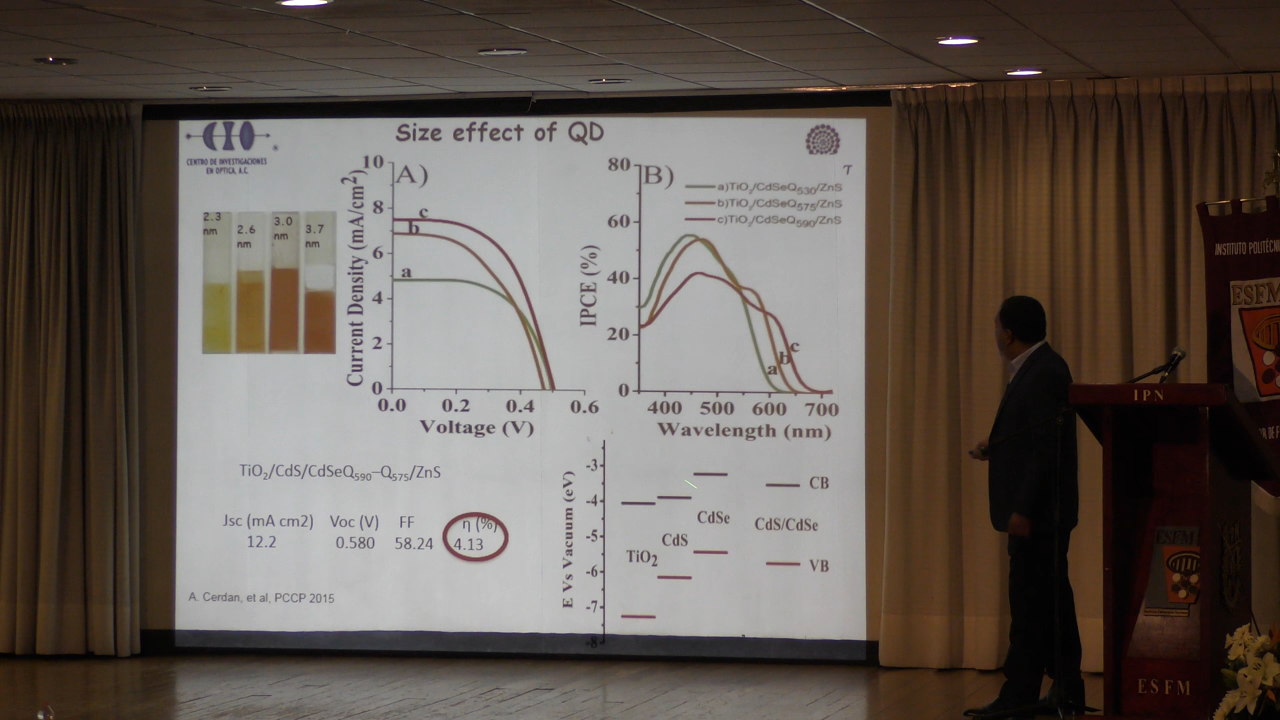 Size effect of QD
CIO
®
CENTRO DE INVESTIGACIONES
EN OPTICA, A.C.
2.3
nm
2.6
nm
3.0
nm
3.7
nm
A)
Current Density (mA/cm²)
10
8
6
4
2
0
c
b
a
0.0 0.2 0.4 0.6
Voltage (V)
B)
τ
IPCE (%)
80
60
40
20
0
a)TiO₂/CdSeQ₅₃₀/ZnS
b)TiO₂/CdSeQ₅₇₅/ZnS
c)TiO₂/CdSeQ₅₉₀/ZnS
a
b
c
400 500 600 700
Wavelength (nm)
TiO₂/CdS/CdSeQ₅₉₀–Q₅₇₅/ZnS
Jsc (mA cm2) Voc (V) FF η (%)
12.2 0.580 58.24 4.13
A. Cerdan, et al, PCCP 2015
E Vs Vacuum (eV)
-3
-4
-5
-6
-7
-8
TiO₂
CdS
CdSe
CdS/CdSe
CB
VB
INSTITUTO POLITÉC
ESFM
IPN
ESFM
ESFM